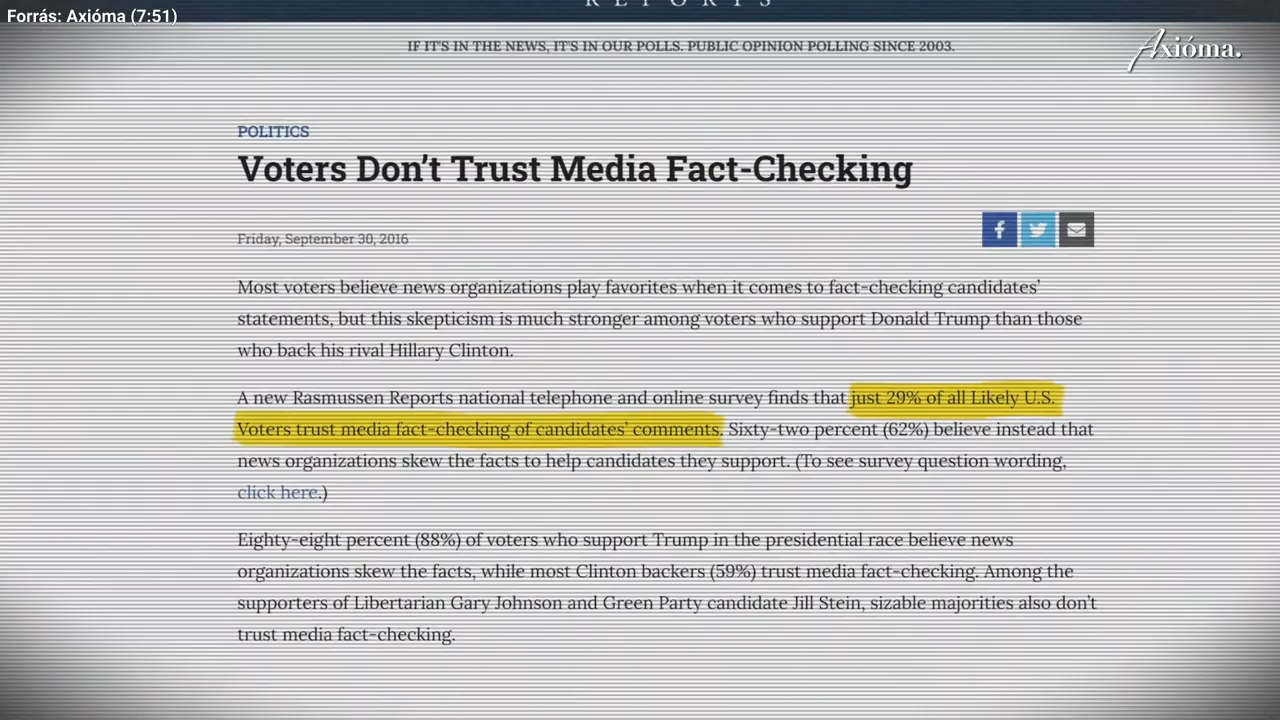 Forrás: Axióma (7:51)
REPORTS
IF IT'S IN THE NEWS, IT'S IN OUR POLLS. PUBLIC OPINION POLLING SINCE 2003.
Axióma.
POLITICS
Voters Don't Trust Media Fact-Checking
Friday, September 30, 2016
Most voters believe news organizations play favorites when it comes to fact-checking candidates'
statements, but this skepticism is much stronger among voters who support Donald Trump than those
who back his rival Hillary Clinton.
A new Rasmussen Reports national telephone and online survey finds that just 29% of all Likely U.S.
Voters trust media fact-checking of candidates' comments. Sixty-two percent (62%) believe instead that
news organizations skew the facts to help candidates they support. (To see survey question wording,
click here.)
Eighty-eight percent (88%) of voters who support Trump in the presidential race believe news
organizations skew the facts, while most Clinton backers (59%) trust media fact-checking. Among the
supporters of Libertarian Gary Johnson and Green Party candidate Jill Stein, sizable majorities also don't
trust media fact-checking.